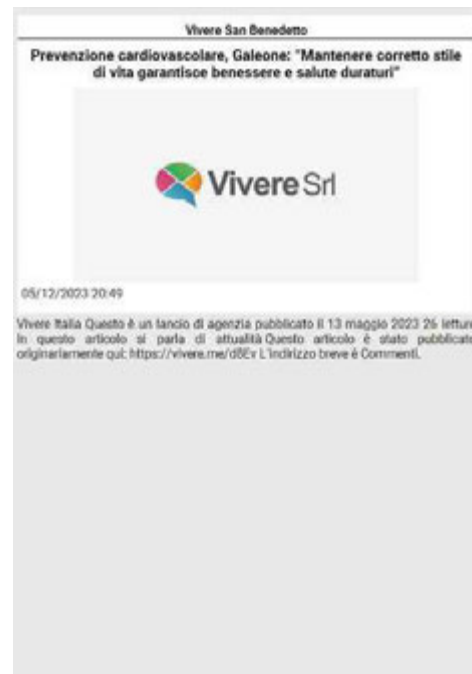 Vivere San Benedetto
Prevenzione cardiovascolare, Galeone: "Mantenere corretto stile
di vita garantisce benessere e salute duraturi"
Vivere Srl
05/12/2023 20:49
Vivere Italia Questo è un lancio di agenzia pubblicato il 13 maggio 2023 26 letture
In questo articolo si parla di attualità Questo articolo è stato pubblicato
originariamente qui: https://vivere.me/d8Ev L'indirizzo breve è Commenti.